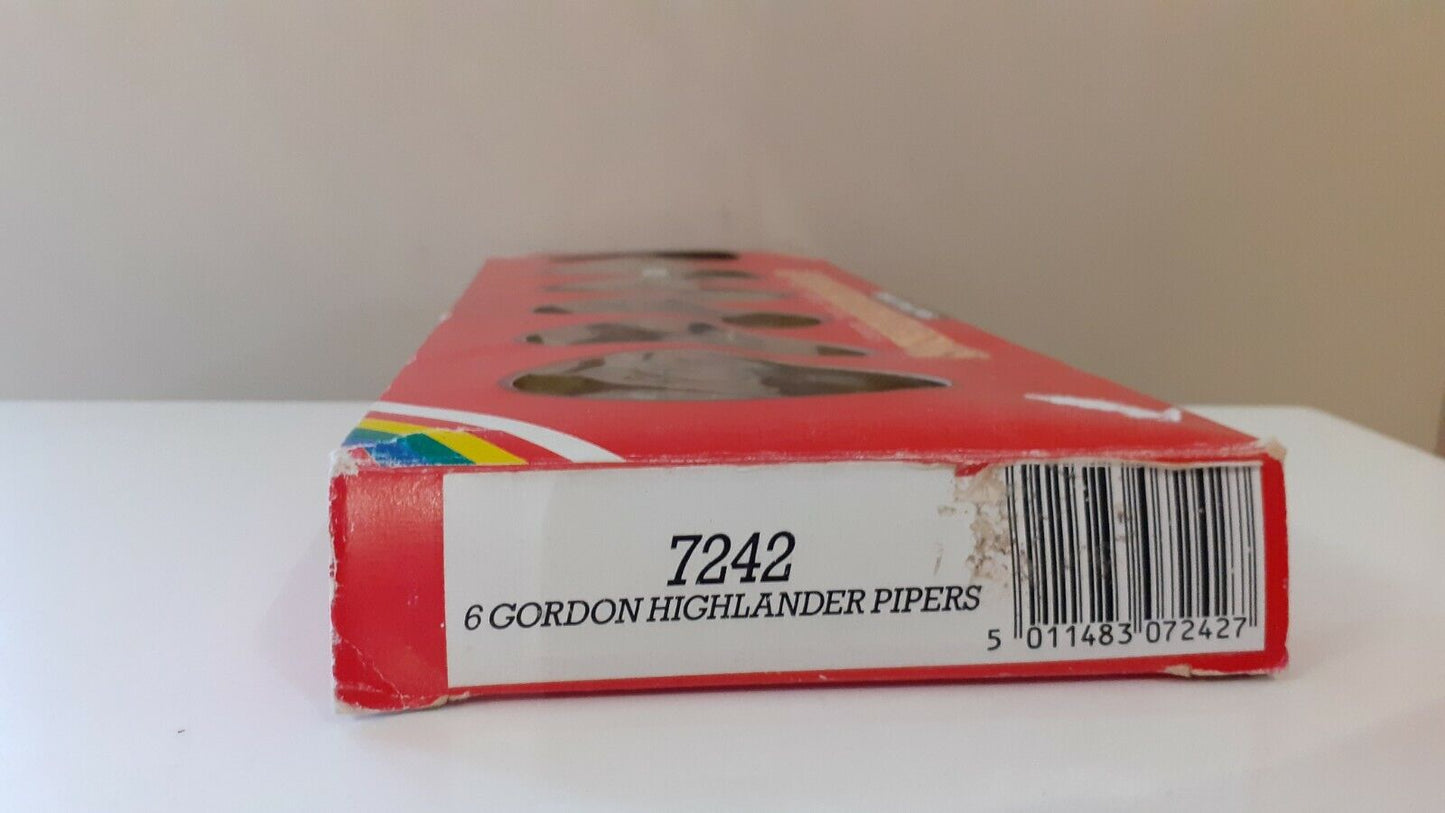 7242
6 GORDON HIGHLANDER PIPERS
5 011483 072427